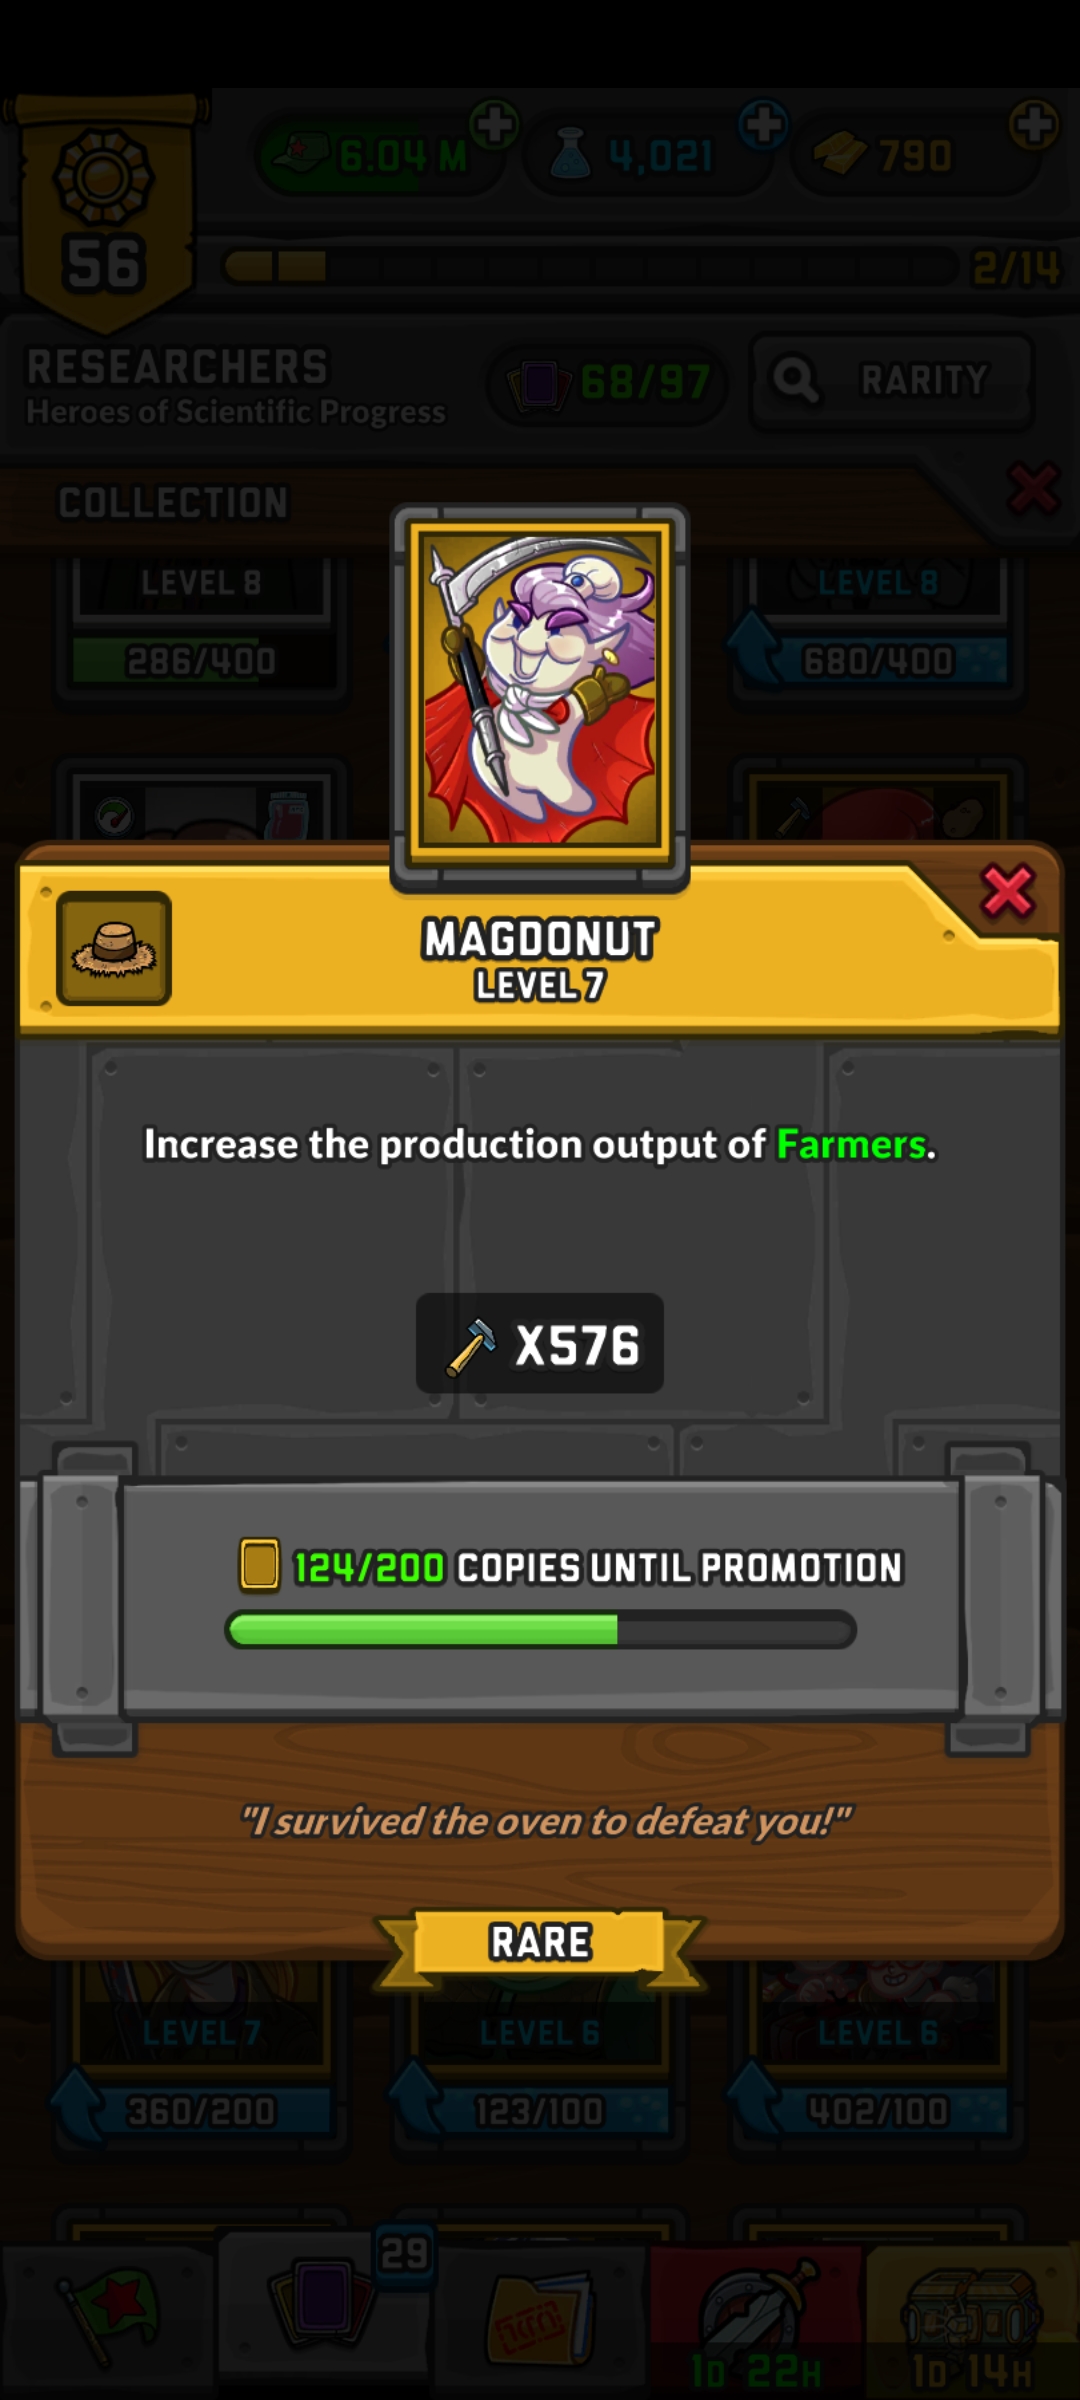 6.04 M
4,021
790
56
2/14
RESEARCHERS
Heroes of Scientific Progress
68/97
RARITY
COLLECTION
LEVEL 8
LEVEL 8
286/400
680/400
MAGDONUT
LEVEL 7
Increase the production output of Farmers.
X576
124/200 COPIES UNTIL PROMOTION
"I survived the oven to defeat you!"
RARE
LEVEL 7
LEVEL 6
LEVEL 6
360/200
123/100
402/100
29
1D 22H
1D 14H